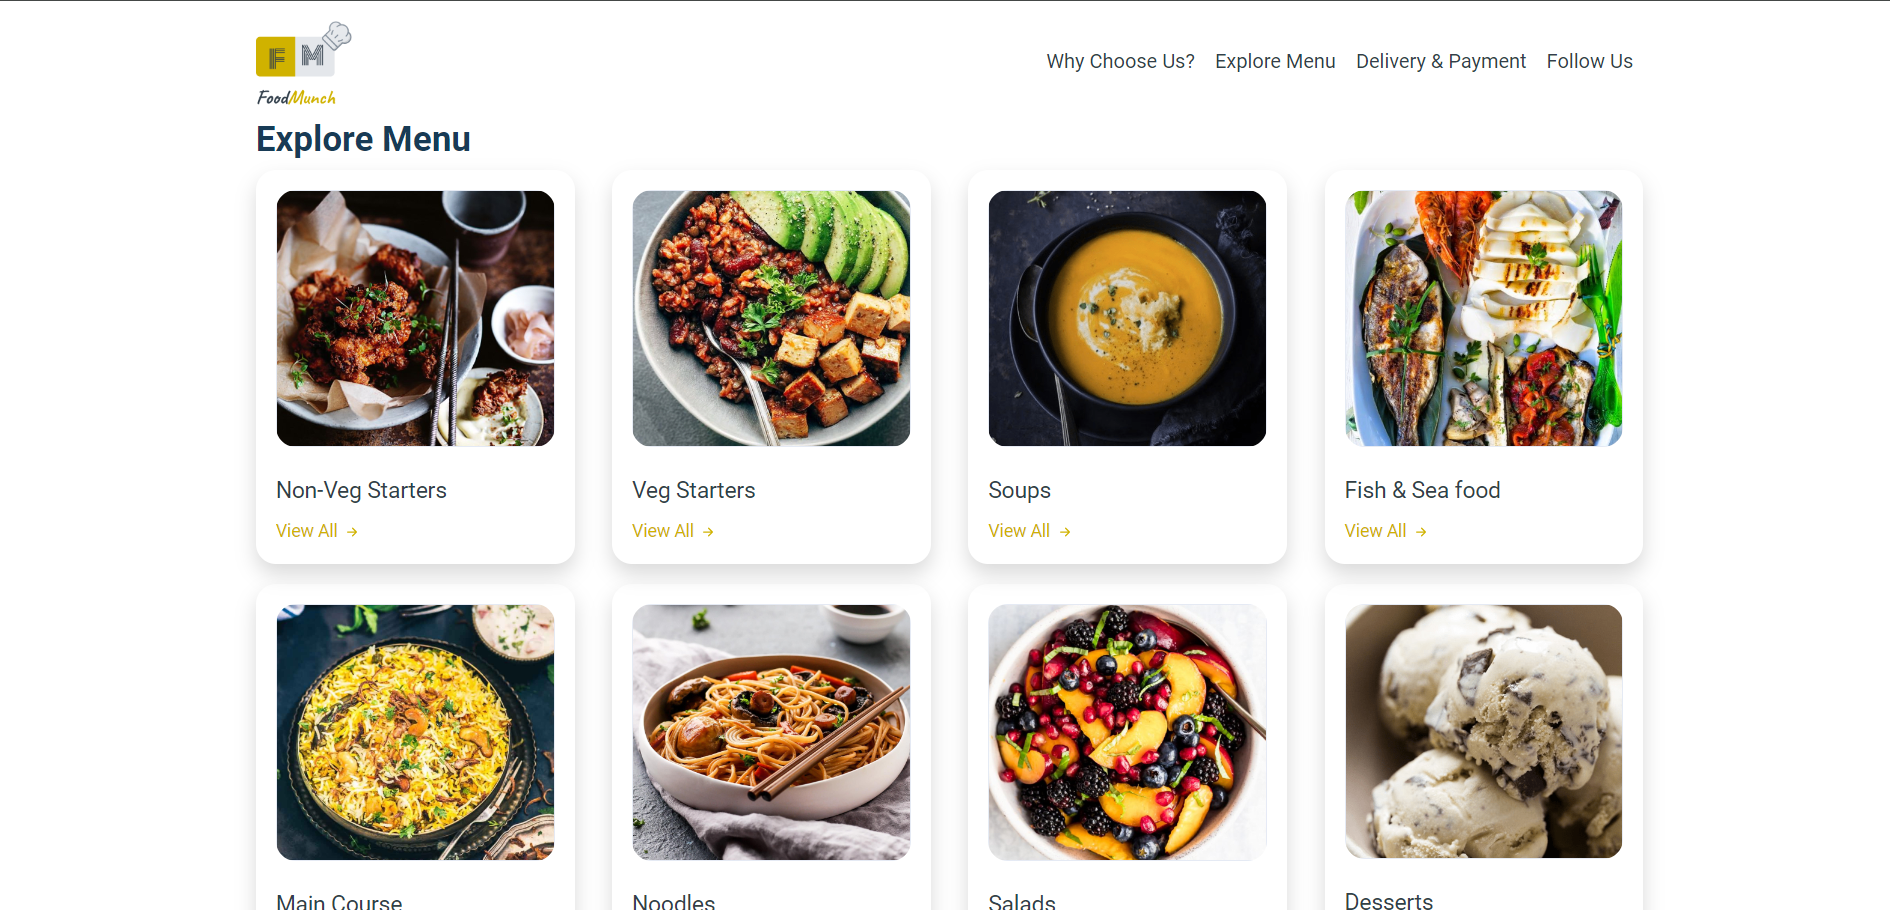 F M
FoodMunch
Why Choose Us? Explore Menu Delivery & Payment Follow Us
Explore Menu
Non-Veg Starters
View All →
Veg Starters
View All →
Soups
View All →
Fish & Sea food
View All →
Main Course
Noodles
Salads
Desserts